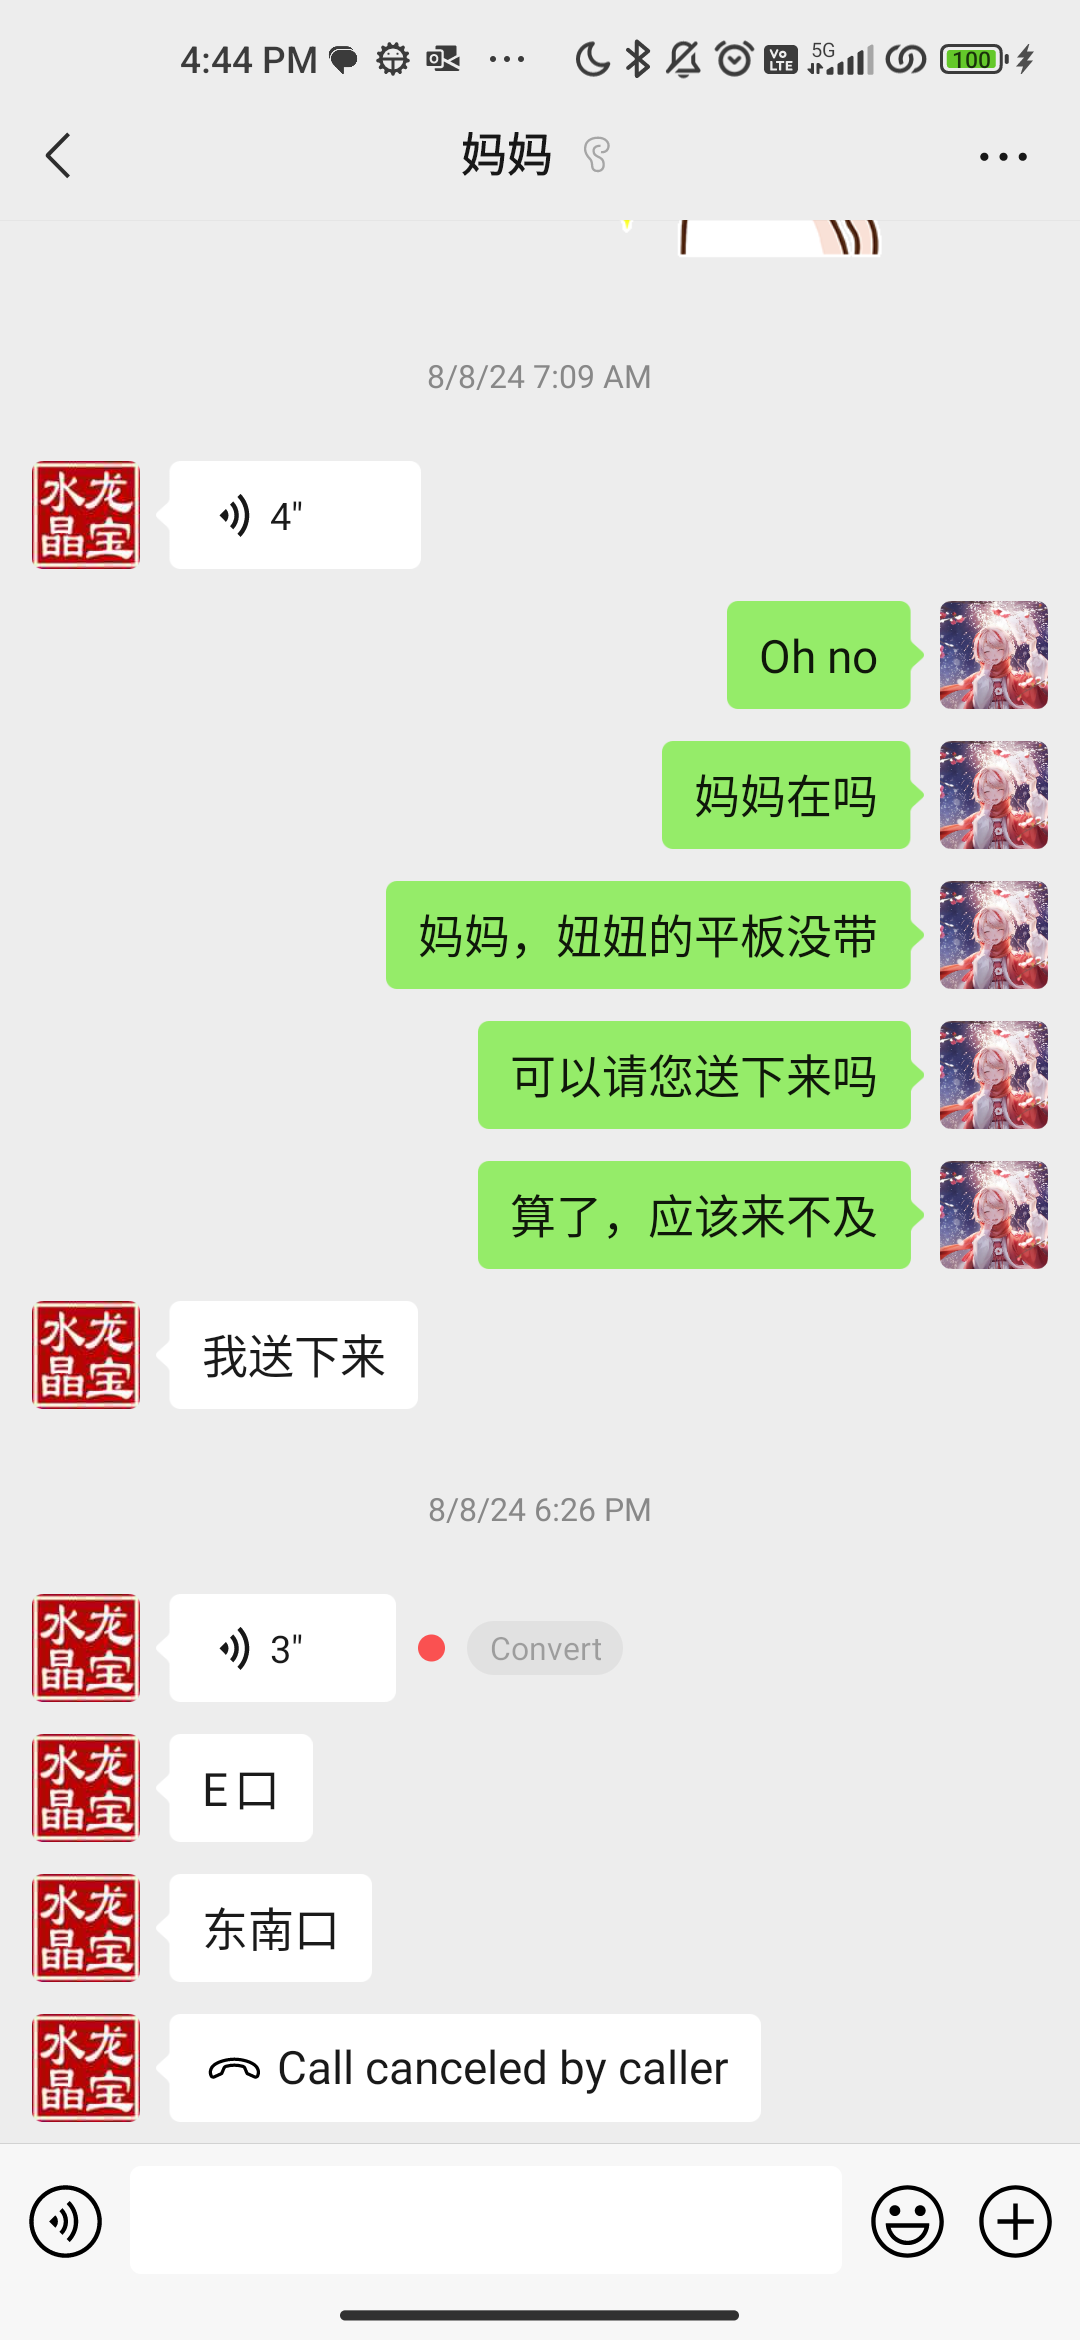 4:44 PM
Vo LTE
5G
100
妈妈
8/8/24 7:09 AM
水龙
晶宝
4"
Oh no
妈妈在吗
妈妈，妞妞的平板没带
可以请您送下来吗
算了，应该来不及
水龙
晶宝
我送下来
8/8/24 6:26 PM
水龙
晶宝
3"
Convert
水龙
晶宝
E口
水龙
晶宝
东南口
水龙
晶宝
Call canceled by caller